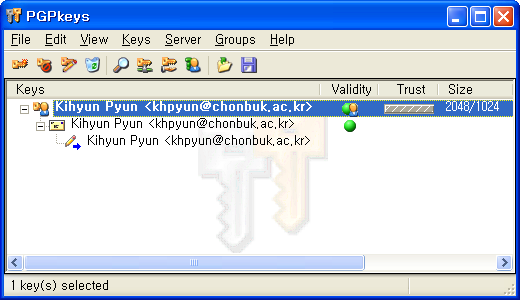 PGPkeys
File Edit View Keys Server Groups Help
Keys Validity Trust Size
Kihyun Pyun <khpyun@chonbuk.ac.kr> 2048/1024
Kihyun Pyun <khpyun@chonbuk.ac.kr>
Kihyun Pyun <khpyun@chonbuk.ac.kr>
1 key(s) selected